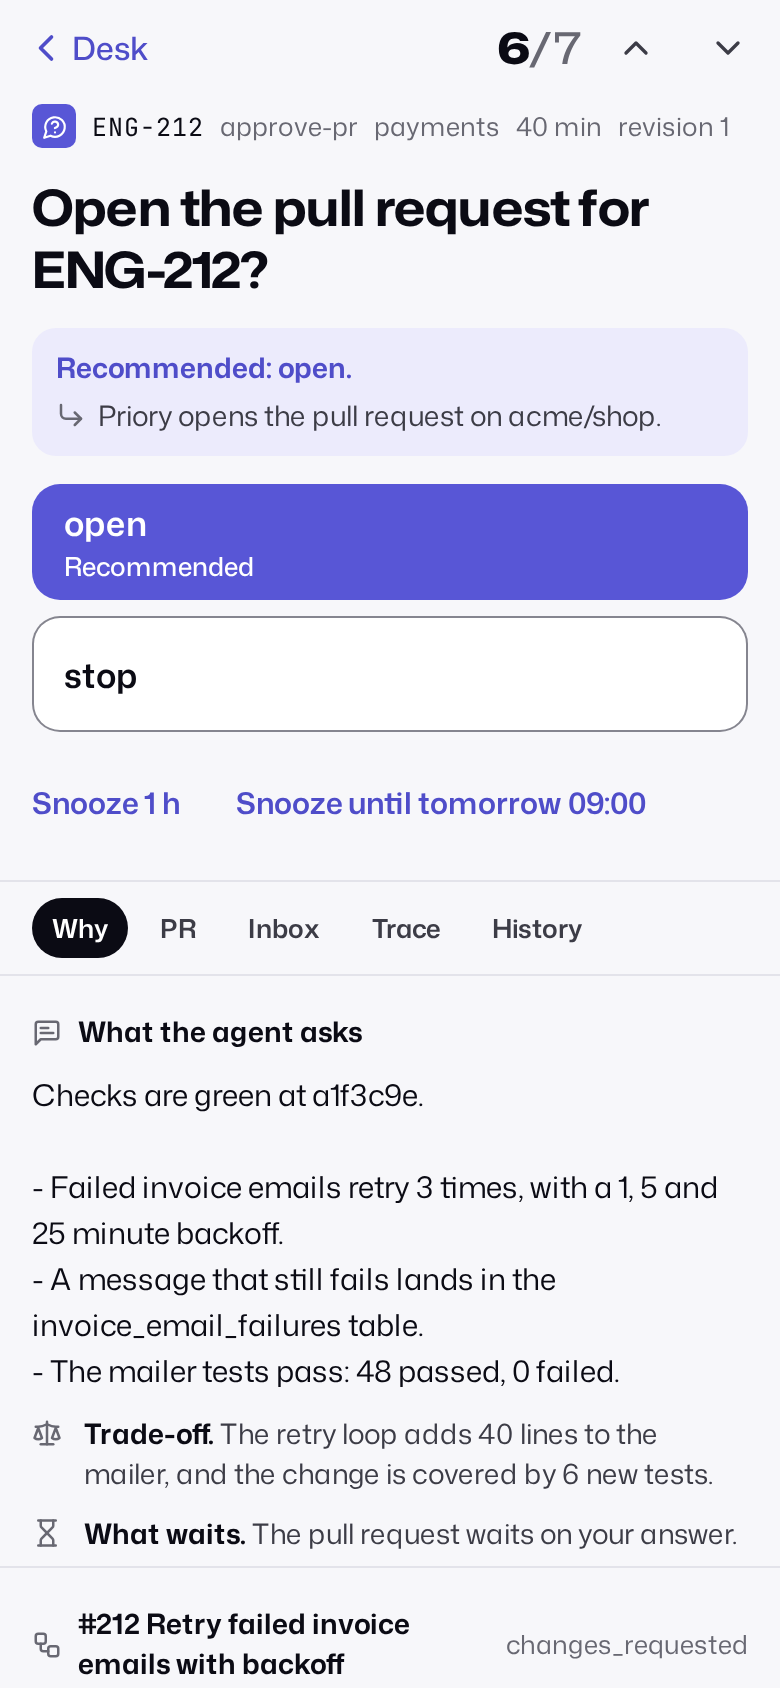 Desk
6/7
ENG-212 approve-pr payments 40 min revision 1
Open the pull request for
ENG-212?
Recommended: open.
Priory opens the pull request on acme/shop.
open
Recommended
stop
Snooze 1 h Snooze until tomorrow 09:00
Why PR Inbox Trace History
What the agent asks
Checks are green at a1f3c9e.
- Failed invoice emails retry 3 times, with a 1, 5 and
25 minute backoff.
- A message that still fails lands in the
invoice_email_failures table.
- The mailer tests pass: 48 passed, 0 failed.
Trade-off. The retry loop adds 40 lines to the
mailer, and the change is covered by 6 new tests.
What waits. The pull request waits on your answer.
#212 Retry failed invoice
emails with backoff
changes_requested